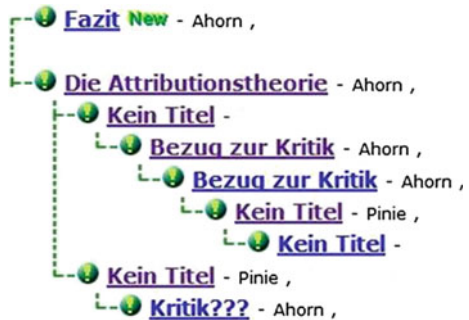 Fazit New - Ahorn ,
Die Attributionstheorie - Ahorn ,
Kein Titel -
Bezug zur Kritik - Ahorn ,
Bezug zur Kritik - Ahorn ,
Kein Titel - Pinie ,
Kein Titel -
Kein Titel - Pinie ,
Kritik??? - Ahorn ,